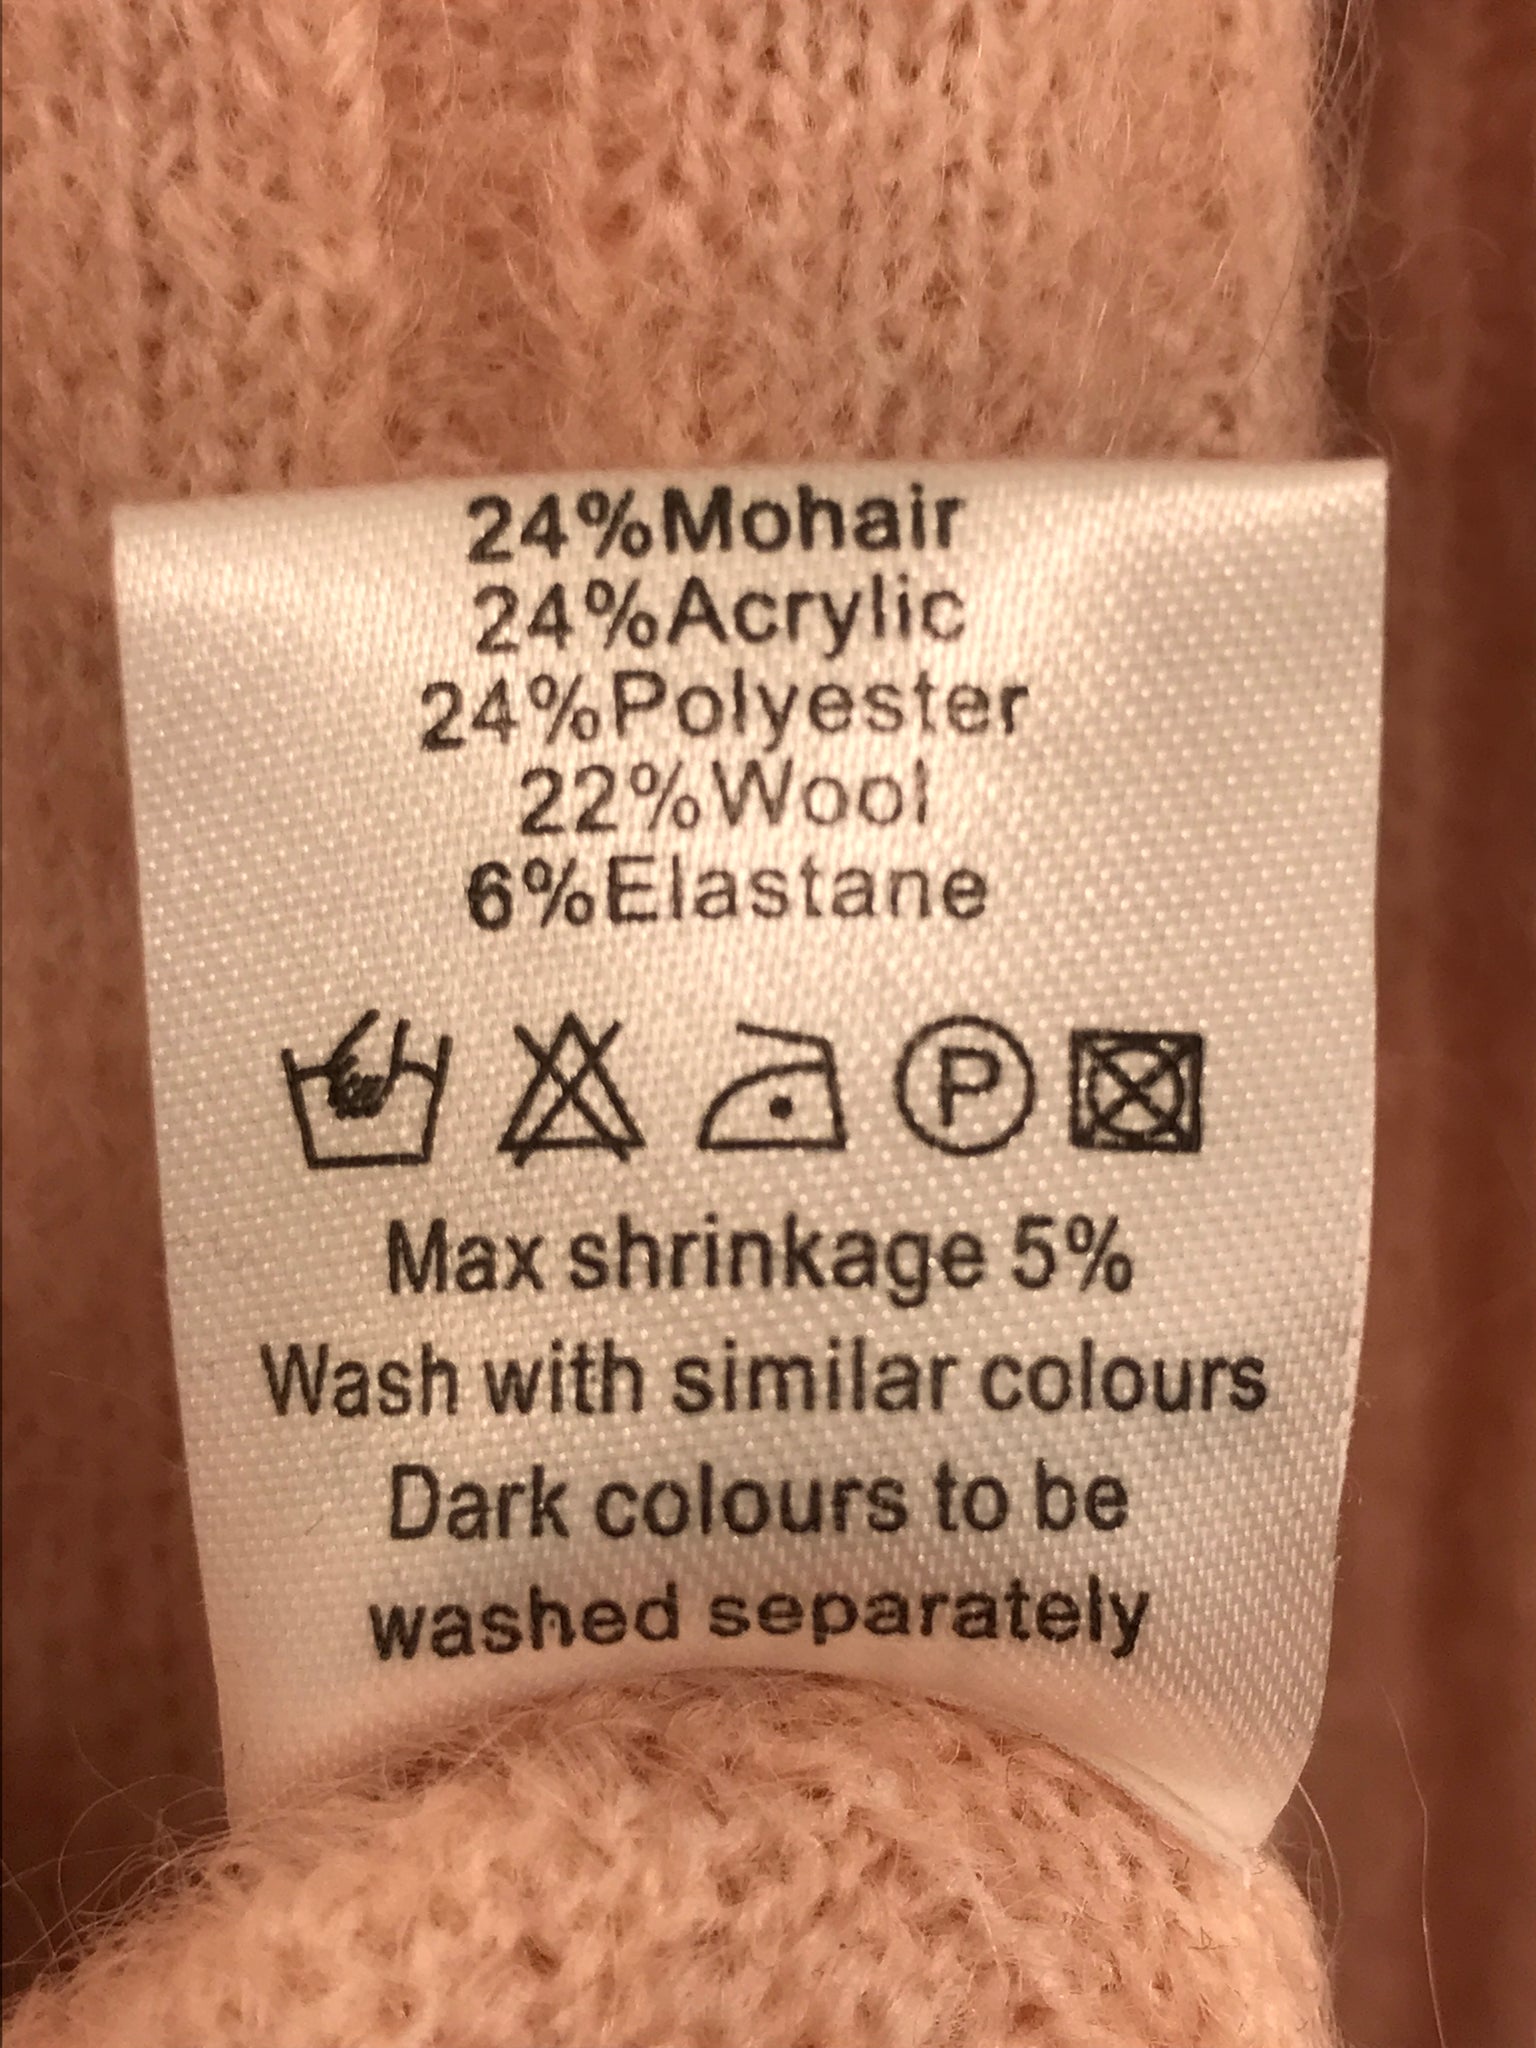 24%Mohair
24%Acrylic
24%Polyester
22%Wool
6%Elastane
P
Max shrinkage 5%
Wash with similar colours
Dark colours to be
washed separately